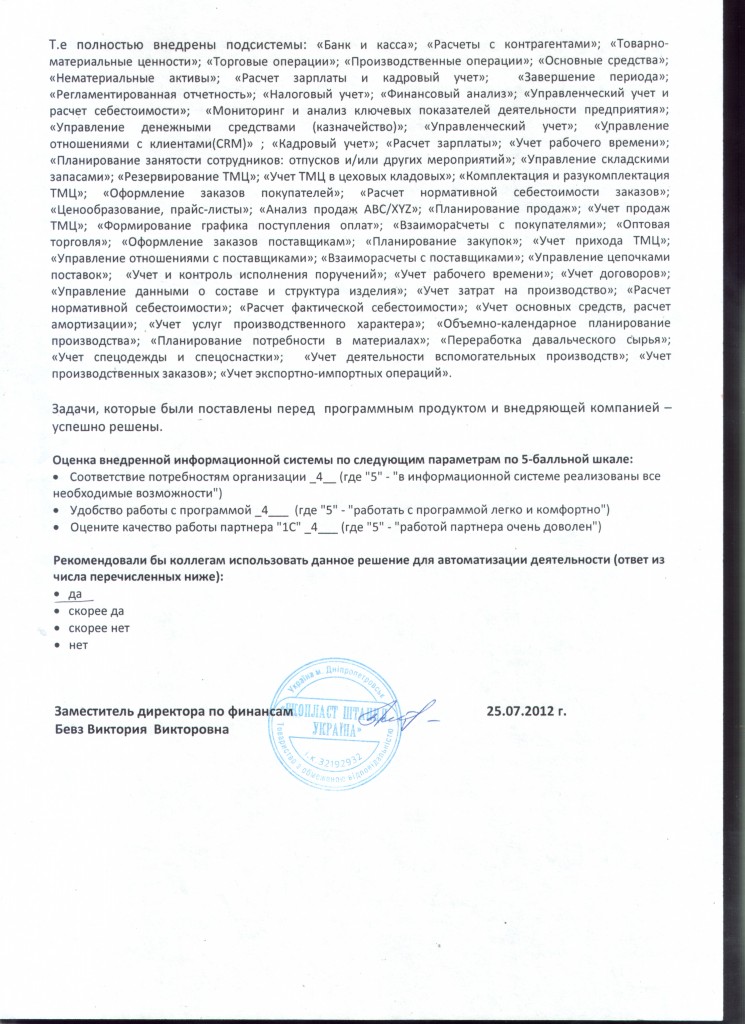 Т.е полностью внедрены подсистемы: «Банк и касса»; «Расчеты с контрагентами»; «Товарно-
материальные ценности»; «Торговые операции»; «Производственные операции»; «Основные средства»;
«Нематериальные активы»; «Расчет зарплаты и кадровый учет»; «Завершение периода»;
«Регламентированная отчетность»; «Налоговый учет»; «Финансовый анализ»; «Управленческий учет и
расчет себестоимости»; «Мониторинг и анализ ключевых показателей деятельности предприятия»;
«Управление денежными средствами (казначейство)»; «Управленческий учет»; «Управление
отношениями с клиентами(CRM)» ; «Кадровый учет»; «Расчет зарплаты»; «Учет рабочего времени»;
«Планирование занятости сотрудников: отпусков и/или других мероприятий»; «Управление складскими
запасами»; «Резервирование ТМЦ»; «Учет ТМЦ в цеховых кладовых»; «Комплектация и разукомплектация
ТМЦ»; «Оформление заказов покупателей»; «Расчет нормативной себестоимости заказов»;
«Ценообразование, прайс-листы»; «Анализ продаж ABC/XYZ»; «Планирование продаж»; «Учет продаж
ТМЦ»; «Формирование графика поступления оплат»; «Взаиморасчеты с покупателями»; «Оптовая
торговля»; «Оформление заказов поставщикам»; «Планирование закупок»; «Учет прихода ТМЦ»;
«Управление отношениями с поставщиками»; «Взаиморасчеты с поставщиками»; «Управление цепочками
поставок»; «Учет и контроль исполнения поручений»; «Учет рабочего времени»; «Учет договоров»;
«Управление данными о составе и структура изделия»; «Учет затрат на производство»; «Расчет
нормативной себестоимости»; «Расчет фактической себестоимости»; «Учет основных средств, расчет
амортизации»; «Учет услуг производственного характера»; «Объемно-календарное планирование
производства»; «Планирование потребности в материалах»; «Переработка давальческого сырья»;
«Учет спецодежды и спецоснастки»; «Учет деятельности вспомогательных производств»; «Учет
производственных заказов»; «Учет экспортно-импортных операций».
Задачи, которые были поставлены перед программным продуктом и внедряющей компанией –
успешно решены.
Оценка внедренной информационной системы по следующим параметрам по 5-балльной шкале:
• Соответствие потребностям организации _4__ (где "5" - "в информационной системе реализованы все
необходимые возможности")
• Удобство работы с программой _4___ (где "5" - "работать с программой легко и комфортно")
• Оцените качество работы партнера "1С" _4___ (где "5" - "работой партнера очень доволен")
Рекомендовали бы коллегам использовать данное решение для автоматизации деятельности (ответ из
числа перечисленных ниже):
• да
• скорее да
• скорее нет
• нет
Україна м. Дніпропетровськ
Заместитель директора по финансам
25.07.2012 г.
ШТАНДЕР
УКРАЇНА»
Бевз Виктория Викторовна
і.к. 32192932
Товариство з обмеженою відповідальністю